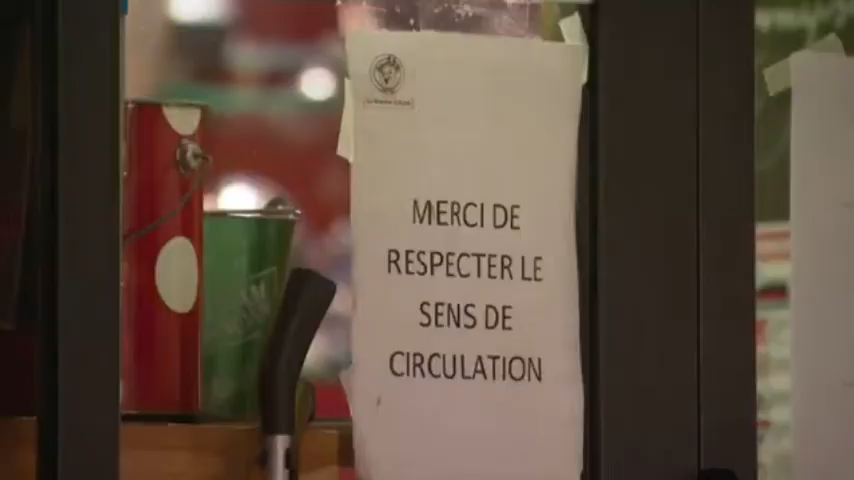 MERCI DE
RESPECTER LE
SENS DE
CIRCULATION